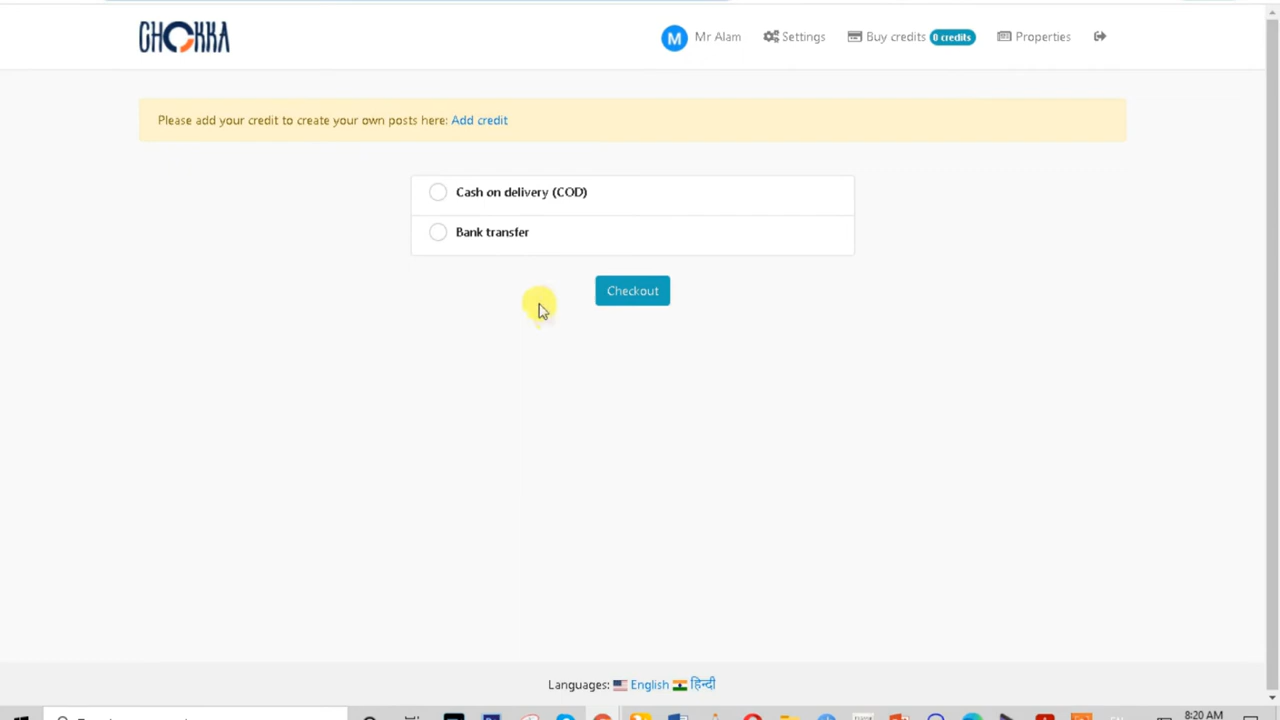 CHOKKA
M Mr Alam Settings Buy credits 0 credits Properties
Please add your credit to create your own posts here: Add credit
Cash on delivery (COD)
Bank transfer
Checkout
Languages: English हिन्दी
8:20 AM